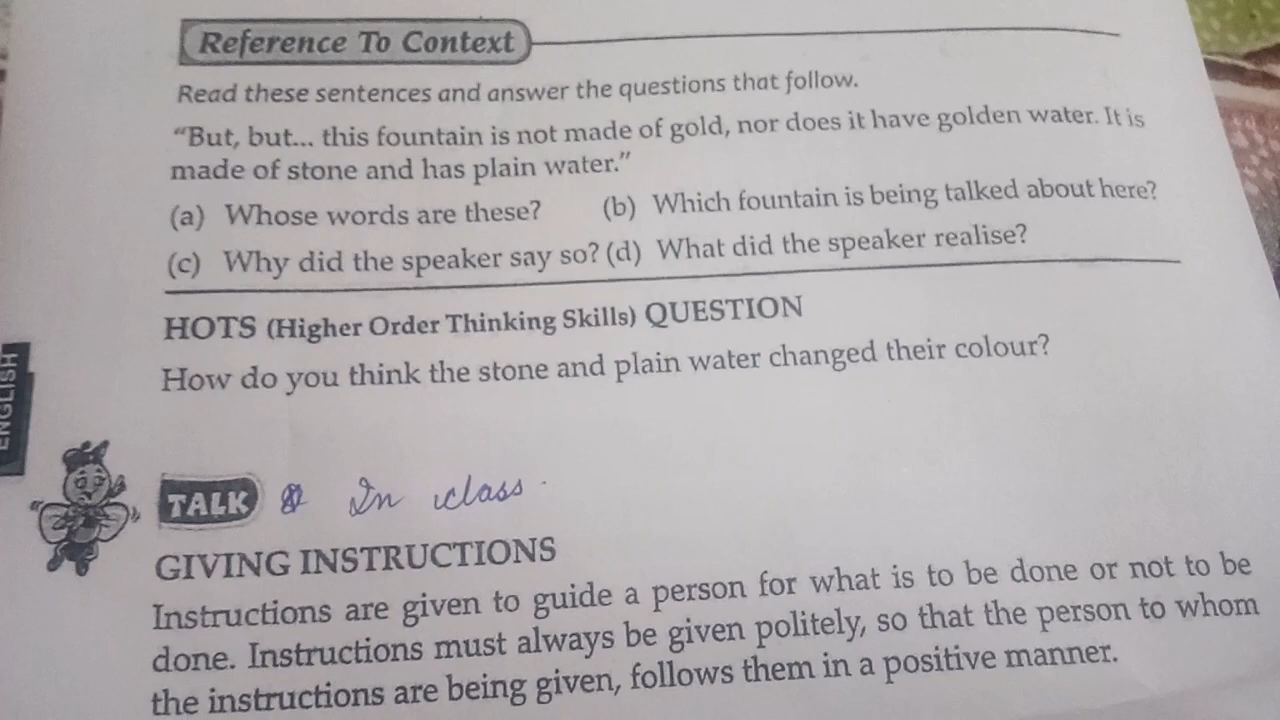 Reference To Context
Read these sentences and answer the questions that follow.
“But, but... this fountain is not made of gold, nor does it have golden water. It is
made of stone and has plain water.”
(a) Whose words are these? (b) Which fountain is being talked about here?
(c) Why did the speaker say so? (d) What did the speaker realise?
HOTS (Higher Order Thinking Skills) QUESTION
How do you think the stone and plain water changed their colour?
ENGLISH
TALK In class.
GIVING INSTRUCTIONS
Instructions are given to guide a person for what is to be done or not to be
done. Instructions must always be given politely, so that the person to whom
the instructions are being given, follows them in a positive manner.